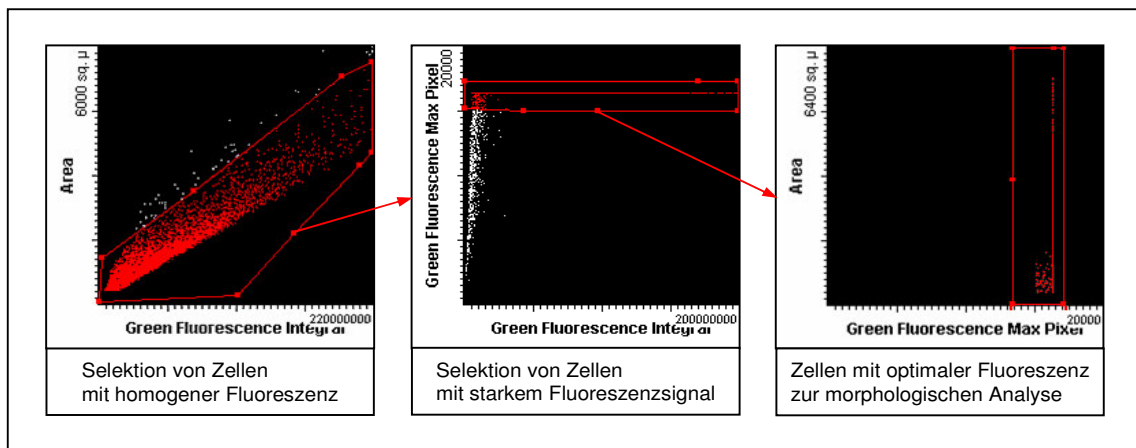 6000 sq. µ
Area
220000000
Green Fluorescence Integral
Selektion von Zellen
mit homogener Fluoreszenz
20000
Green Fluorescence Max Pixel
200000000
Green Fluorescence Integral
Selektion von Zellen
mit starkem Fluoreszenzsignal
6400 sq. µ
Area
20000
Green Fluorescence Max Pixel
Zellen mit optimaler Fluoreszenz
zur morphologischen Analyse